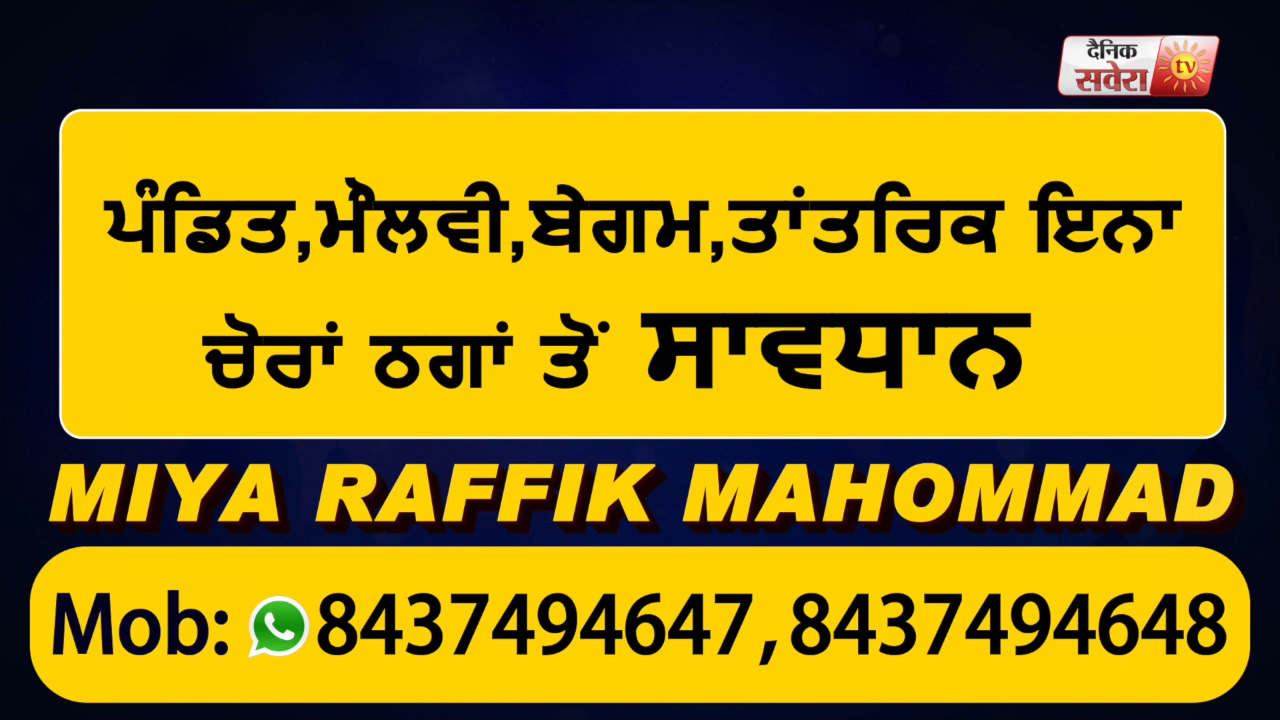 दैनिक
सवेरा tv
ਪੰਡਿਤ,ਮੌਲਵੀ,ਬੇਗਮ,ਤਾਂਤਰਿਕ ਇਨਾ
ਚੋਰਾਂ ਠਗਾਂ ਤੋਂ ਸਾਵਧਾਨ
MIYA RAFFIK MAHOMMAD
Mob: 8437494647, 8437494648